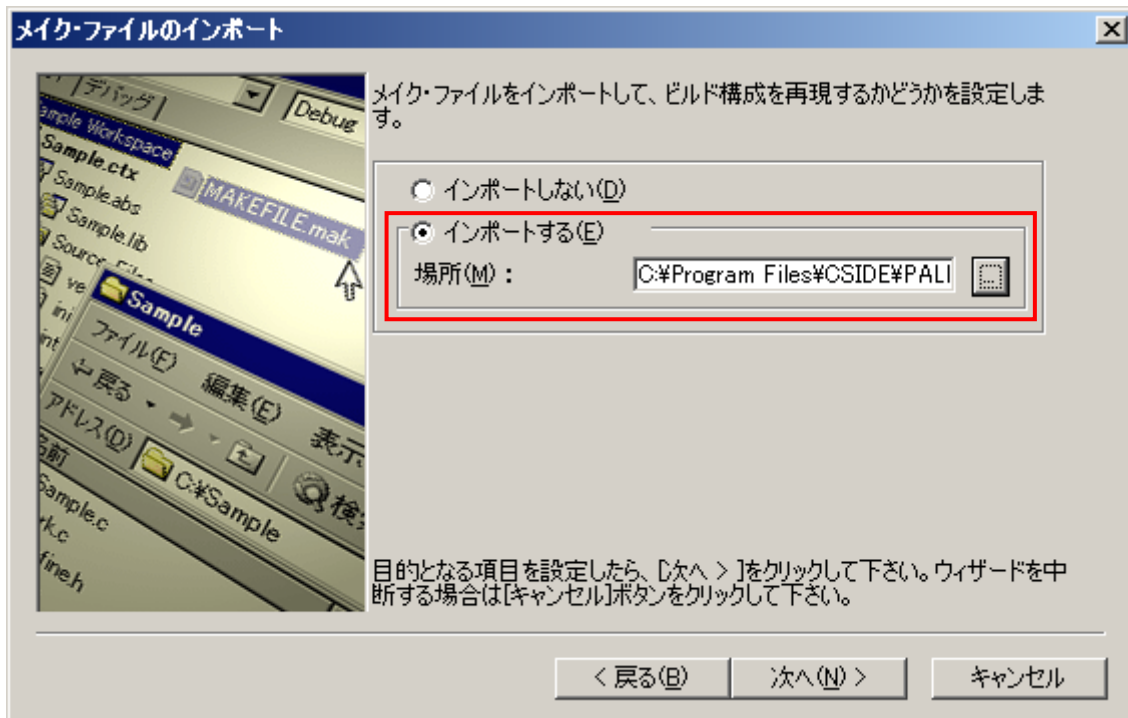 メイク・ファイルのインポート
デバッグ
Debug
Sample Workspace
Sample.ctx
Sample.abs
Sample.lib
MAKEFILE.mak
Sample
ファイル(F) 編集(E) 表示
戻る
アドレス(D) C:¥Sample
名前
Sample.c
メイク・ファイルをインポートして、ビルド構成を再現するかどうかを設定しま
す。
インポートしない(D)
インポートする(E)
場所(M) : C:¥Program Files¥CSIDE¥PALI ...
目的となる項目を設定したら、[次へ > ]をクリックして下さい。ウィザードを中
断する場合は[キャンセル]ボタンをクリックして下さい。
< 戻る(B) 次へ(N) > キャンセル